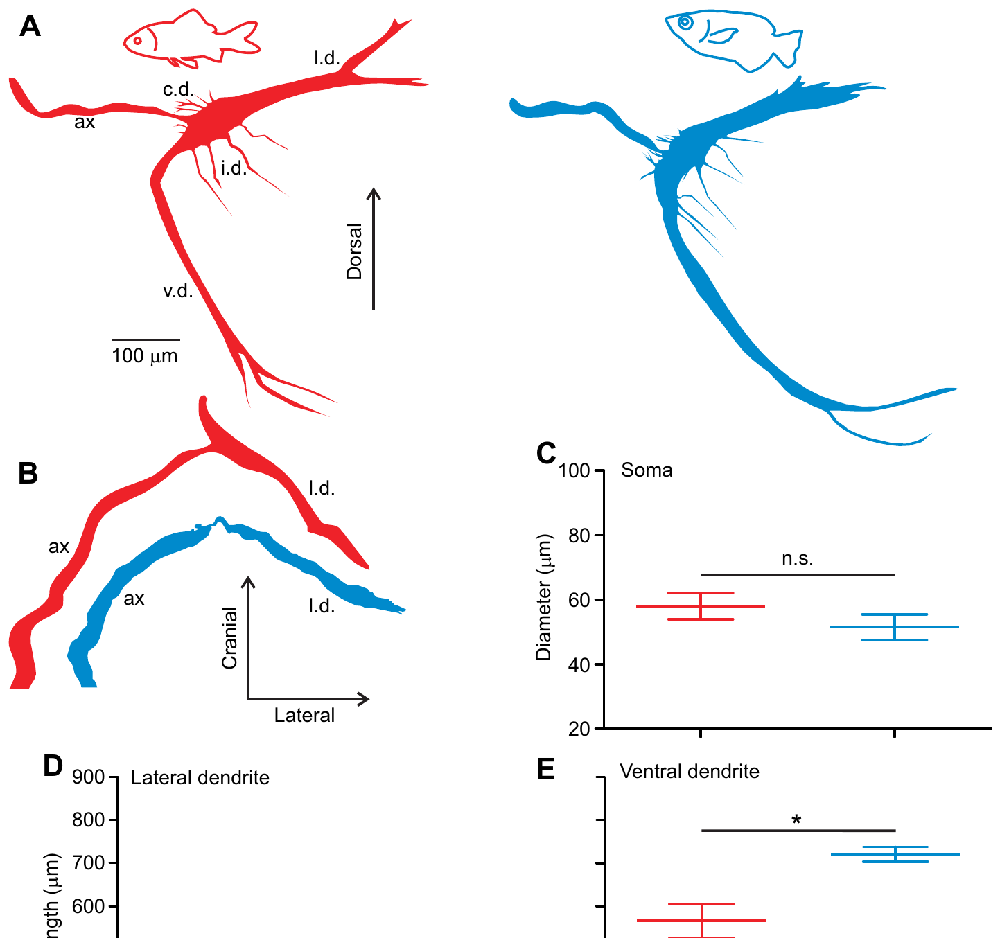 A
l.d.
c.d.
ax
i.d.
Dorsal
v.d.
100 μm
B
l.d.
ax
ax
l.d.
Cranial
Lateral
C
Soma
100
80
60
40
20
Diameter (μm)
n.s.
D
Lateral dendrite
900
800
700
600
(μm)
E
Ventral dendrite
*